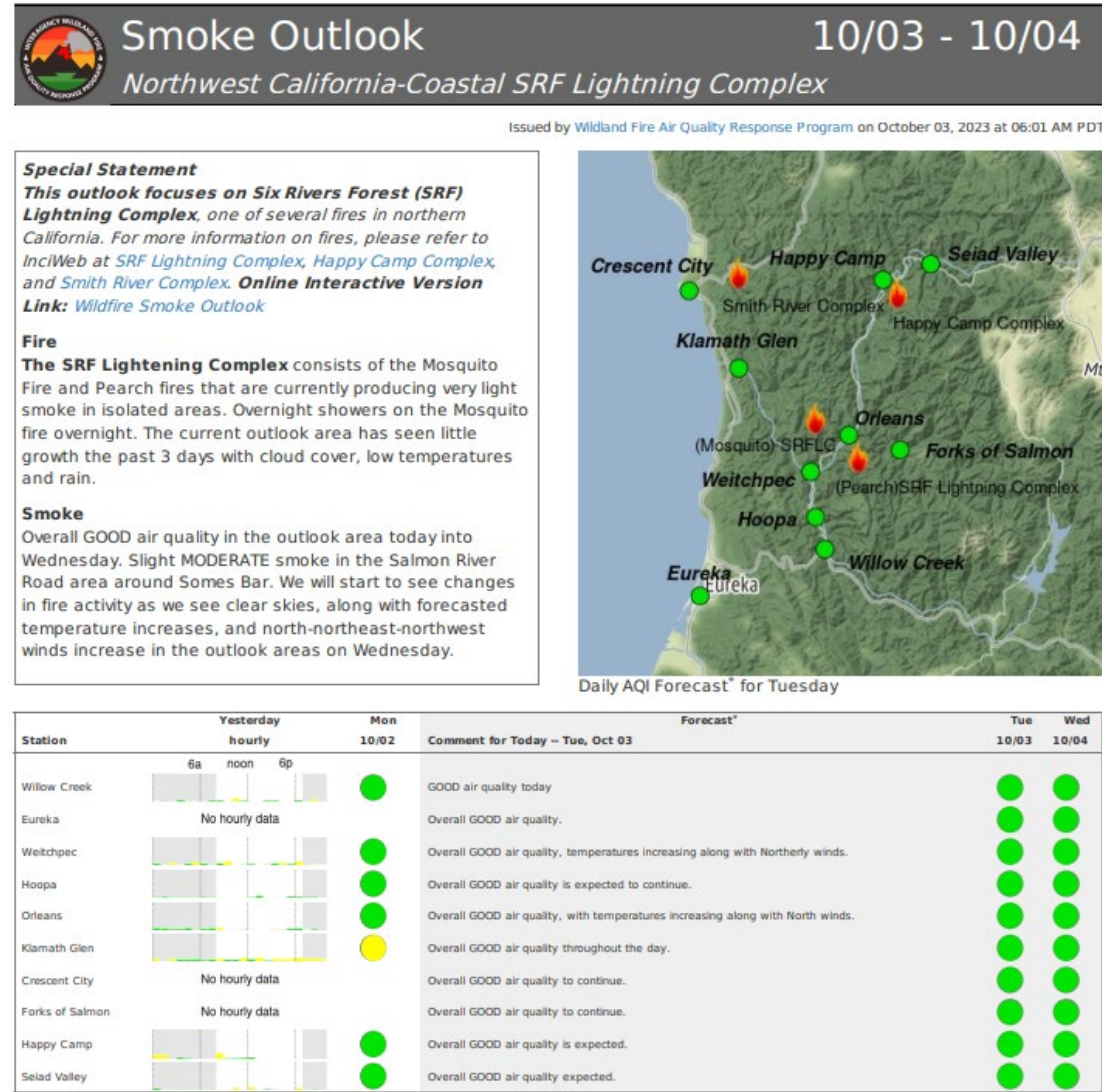 Smoke Outlook
10/03 - 10/04
Northwest California-Coastal SRF Lightning Complex
Issued by Wildland Fire Air Quality Response Program on October 03, 2023 at 06:01 AM PDT
Special Statement
This outlook focuses on Six Rivers Forest (SRF)
Lightning Complex, one of several fires in northern
California. For more information on fires, please refer to
InciWeb at SRF Lightning Complex, Happy Camp Complex,
and Smith River Complex. Online Interactive Version
Link: Wildfire Smoke Outlook
Fire
The SRF Lightening Complex consists of the Mosquito
Fire and Pearch fires that are currently producing very light
smoke in isolated areas. Overnight showers on the Mosquito
fire overnight. The current outlook area has seen little
growth the past 3 days with cloud cover, low temperatures
and rain.
Smoke
Overall GOOD air quality in the outlook area today into
Wednesday. Slight MODERATE smoke in the Salmon River
Road area around Somes Bar. We will start to see changes
in fire activity as we see clear skies, along with forecasted
temperature increases, and north-northeast-northwest
winds increase in the outlook areas on Wednesday.
Crescent City
Happy Camp
Seiad Valley
Smith River Complex
Happy Camp Complex
Klamath Glen
Mt
Orleans
(Mosquito) SRFLC
Forks of Salmon
Weitchpec
(Pearch)SRF Lightning Complex
Hoopa
Willow Creek
Eureka
Eureka
Daily AQI Forecast* for Tuesday
Yesterday Mon Forecast* Tue Wed
Station hourly 10/02 Comment for Today -- Tue, Oct 03 10/03 10/04
6a noon 6p
Willow Creek GOOD air quality today
Eureka No hourly data Overall GOOD air quality.
Weitchpec Overall GOOD air quality, temperatures increasing along with Northerly winds.
Hoopa Overall GOOD air quality is expected to continue.
Orleans Overall GOOD air quality, with temperatures increasing along with North winds.
Klamath Glen Overall GOOD air quality throughout the day.
Crescent City No hourly data Overall GOOD air quality to continue.
Forks of Salmon No hourly data Overall GOOD air quality to continue.
Happy Camp Overall GOOD air quality is expected.
Seiad Valley Overall GOOD air quality expected.